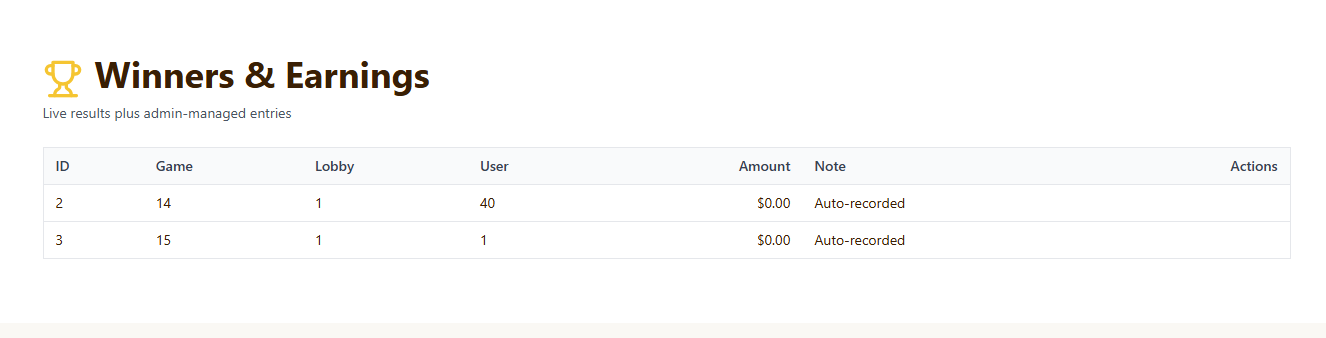 Winners & Earnings
Live results plus admin-managed entries
ID Game Lobby User Amount Note Actions
2 14 1 40 $0.00 Auto-recorded
3 15 1 1 $0.00 Auto-recorded